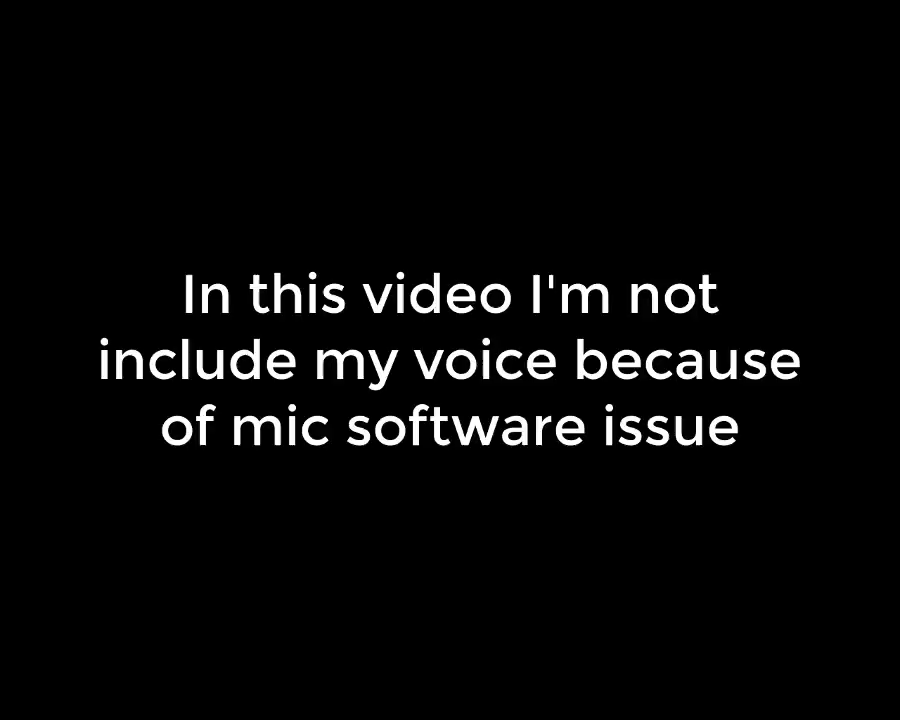 In this video I'm not
include my voice because
of mic software issue